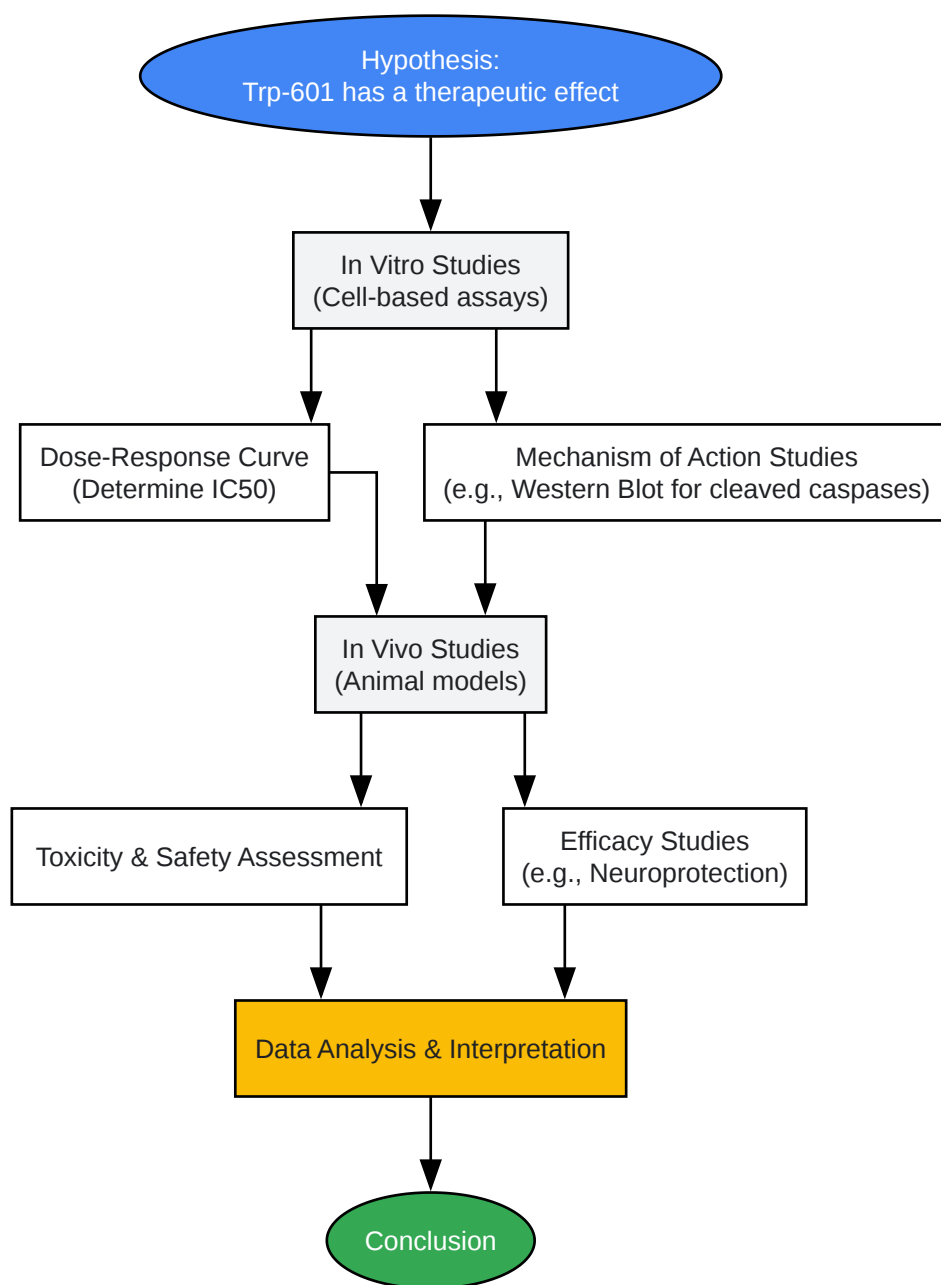 Hypothesis:
Trp-601 has a therapeutic effect
In Vitro Studies
(Cell-based assays)
Dose-Response Curve
(Determine IC50)
Mechanism of Action Studies
(e.g., Western Blot for cleaved caspases)
In Vivo Studies
(Animal models)
Toxicity & Safety Assessment
Efficacy Studies
(e.g., Neuroprotection)
Data Analysis & Interpretation
Conclusion